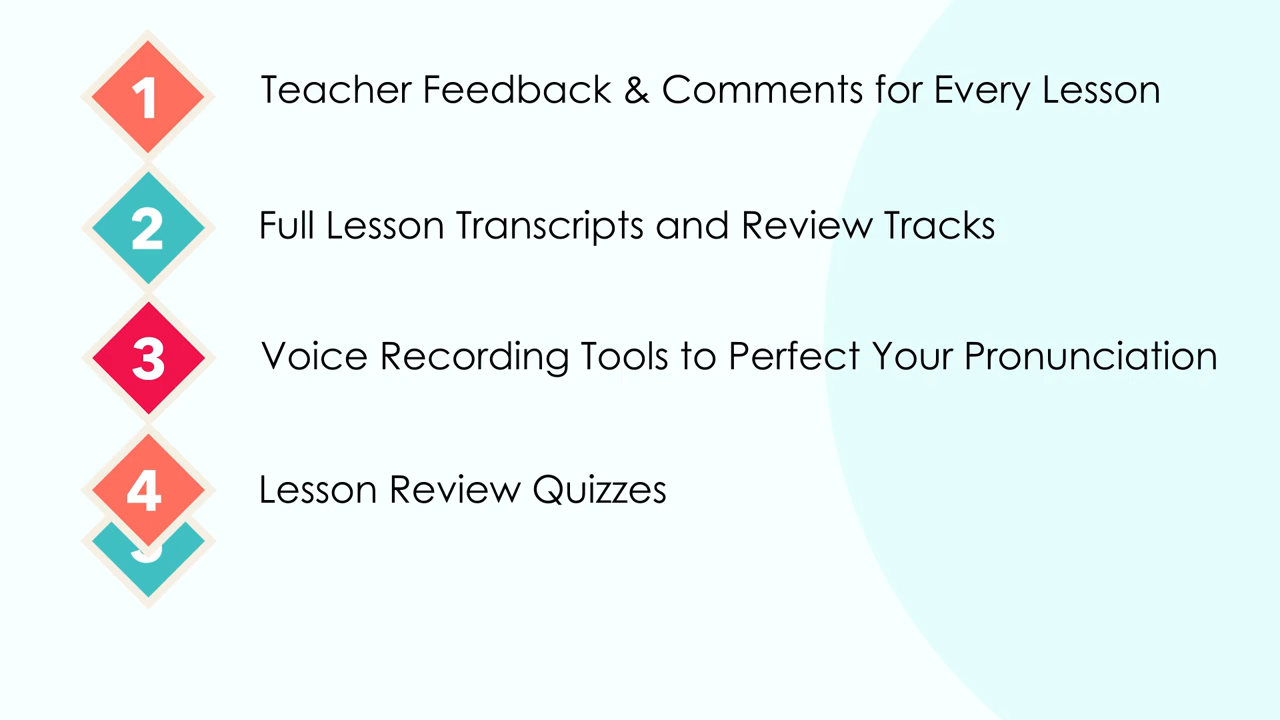 1 Teacher Feedback & Comments for Every Lesson
2 Full Lesson Transcripts and Review Tracks
3 Voice Recording Tools to Perfect Your Pronunciation
4 Lesson Review Quizzes